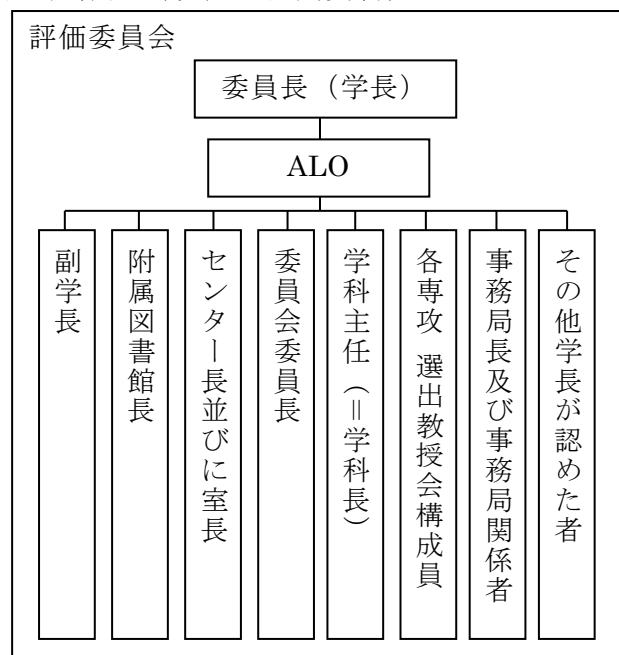 評価委員会
委員長（学長）
ALO
副学長
附属図書館長
センター長並びに室長
委員会委員長
学科主任（＝学科長）
各専攻 選出教授会構成員
事務局長及び事務局関係者
その他学長が認めた者